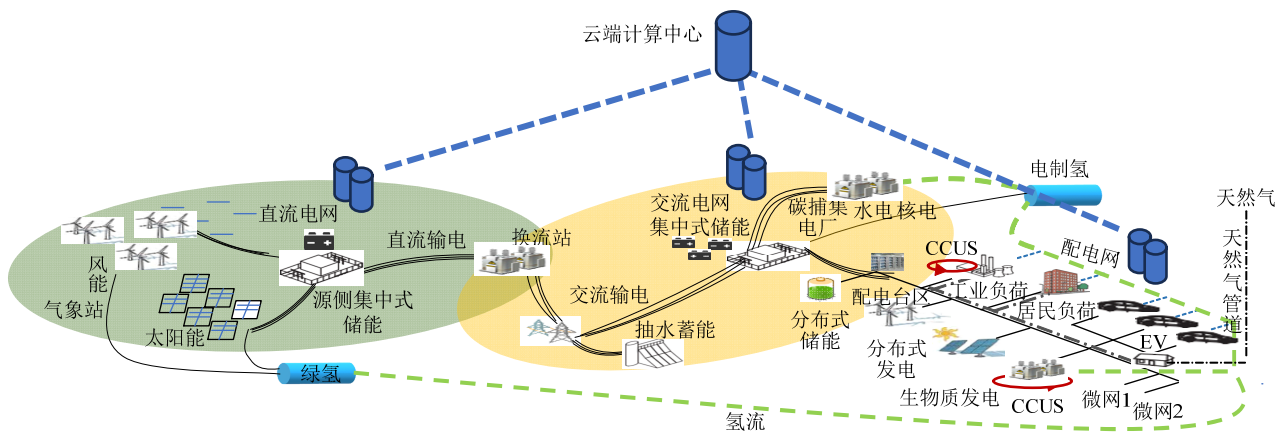 云端计算中心
电制氢
天然气
直流电网
交流电网
集中式储能
碳捕集
电厂
水电核电
天然气管道
直流输电
换流站
配电网
CCUS
风能
源侧集中式
储能
交流输电
配电台区
工业负荷
居民负荷
气象站
太阳能
抽水蓄能
分布式
储能
分布式
发电
EV
绿氢
生物质发电
CCUS
微网1
微网2
氢流